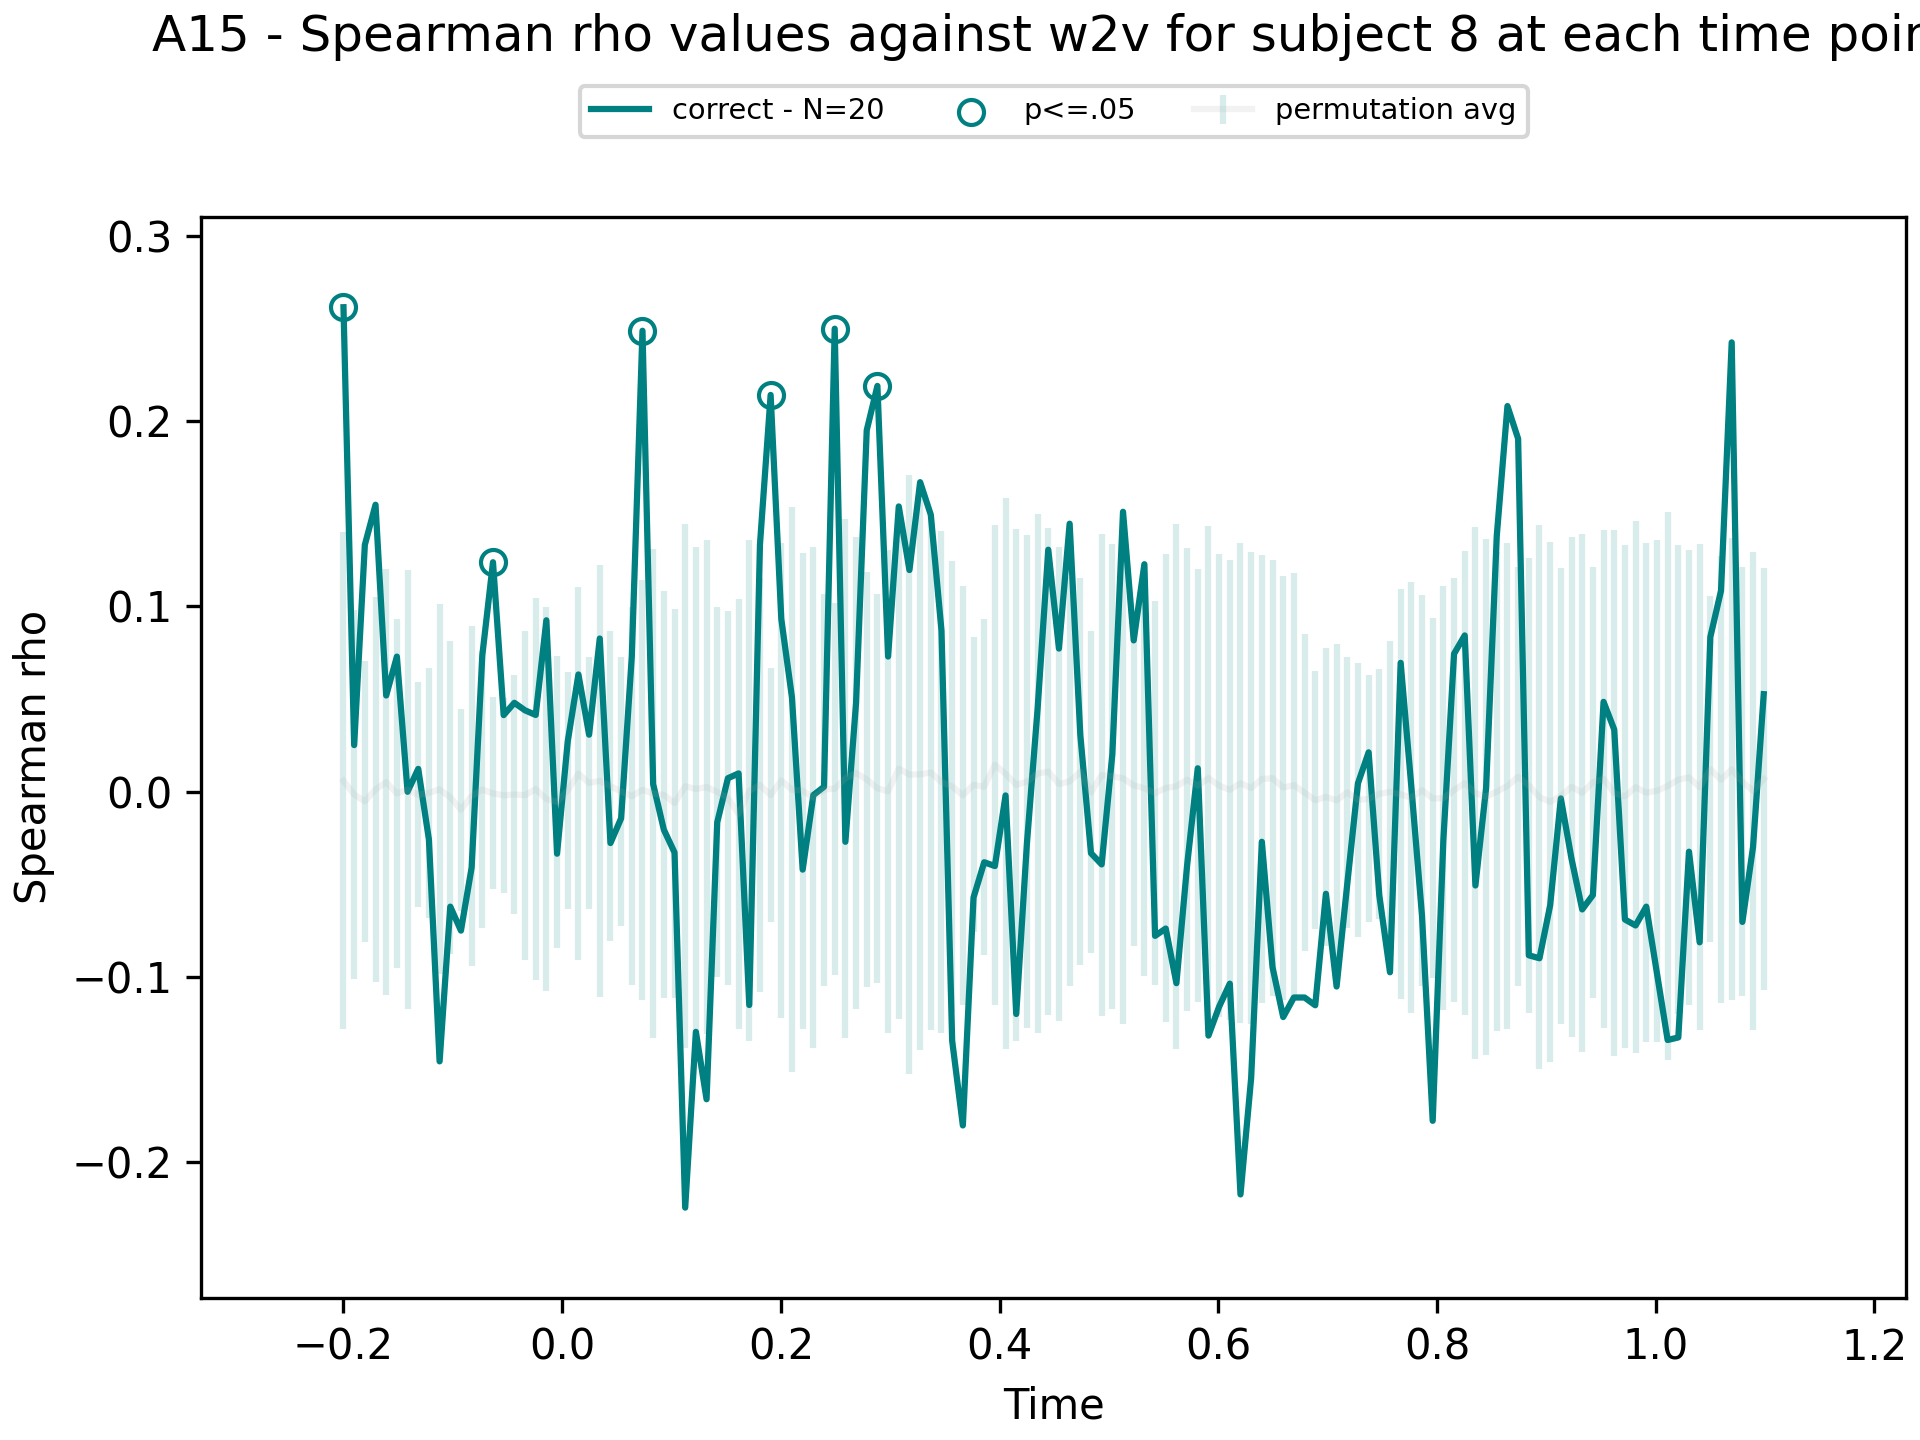 A15 - Spearman rho values against w2v for subject 8 at each time
correct - N=20 p<=.05 permutation avg
0.3
0.2
0.1
0.0
−0.1
−0.2
Spearman rho
−0.2 0.0 0.2 0.4 0.6 0.8 1.0 1.2
Time